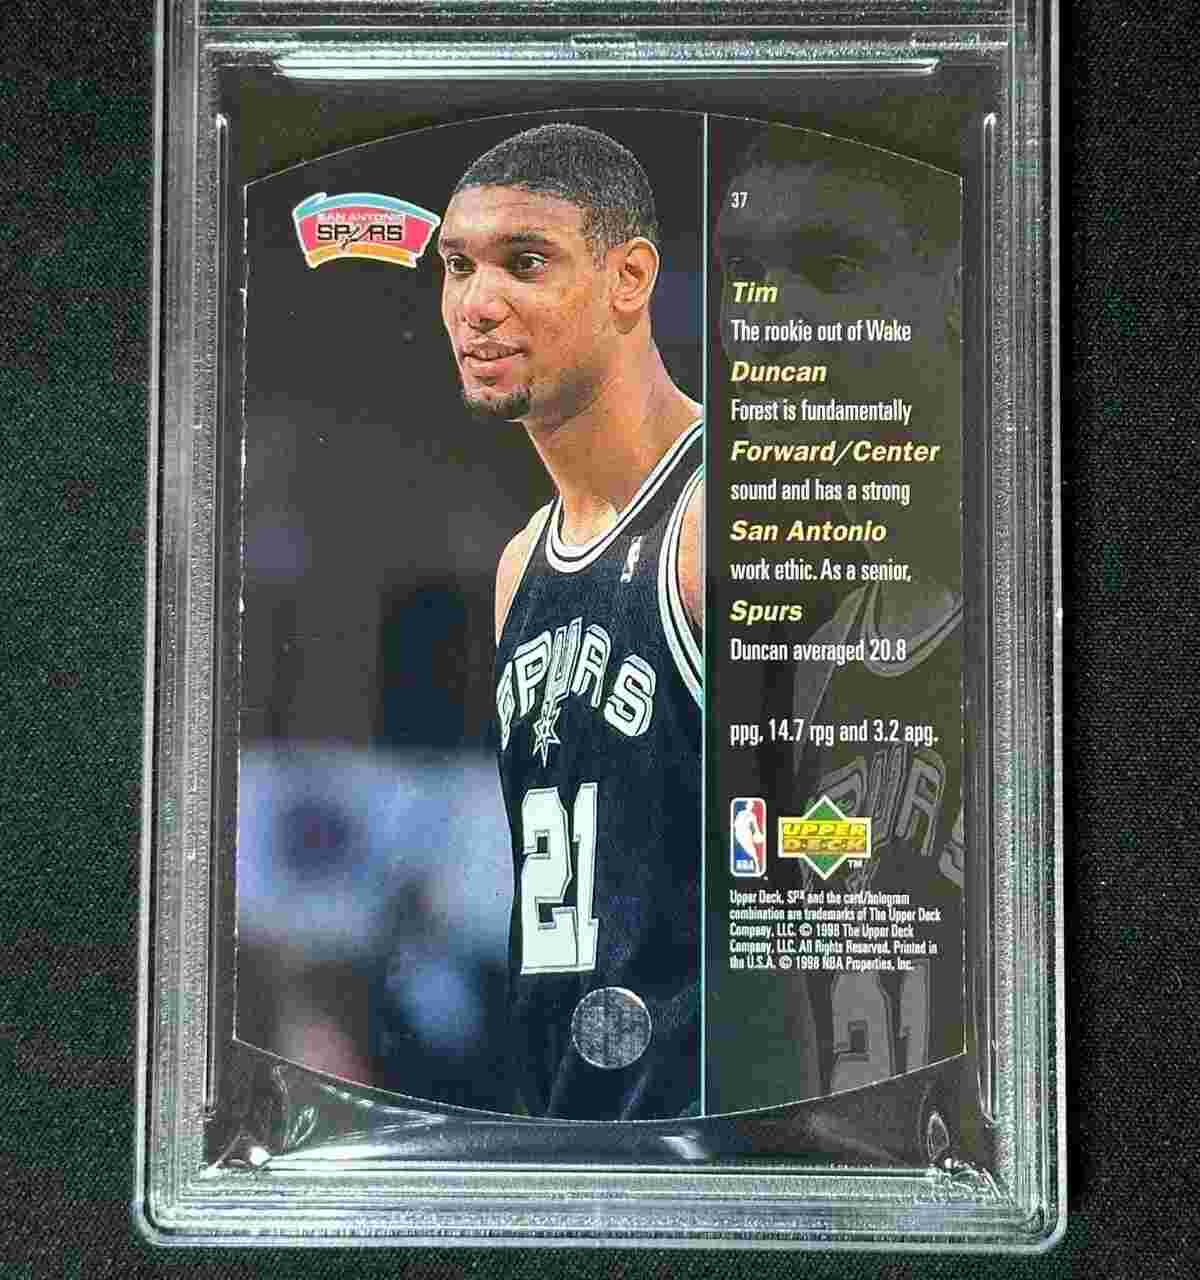 SAN ANTONIO
SPURS
37
Tim
The rookie out of Wake
Duncan
Forest is fundamentally
Forward/Center
sound and has a strong
San Antonio
work ethic. As a senior,
Spurs
Duncan averaged 20.8
ppg, 14.7 rpg and 3.2 apg.
SPURS
21
NBA
UPPER
DECK
TM
Upper Deck, SPx and the card/hologram
combination are trademarks of The Upper Deck
Company, LLC. © 1998 The Upper Deck
Company, LLC. All Rights Reserved. Printed in
the U.S.A. © 1998 NBA Properties, Inc.